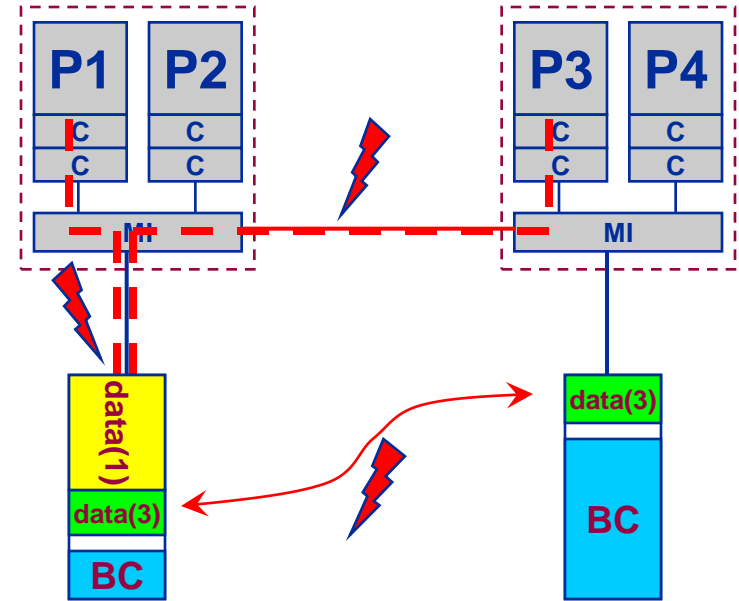 P1 P2 P3 P4
C C C C
C C C C
MI MI
data(1)
data(3)
data(3)
BC
BC